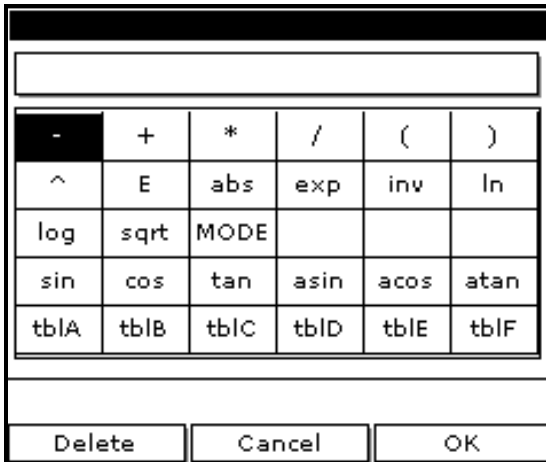 - + * / ( )
^ E abs exp inv ln
log sqrt MODE
sin cos tan asin acos atan
tblA tblB tblC tblD tblE tblF
Delete Cancel OK